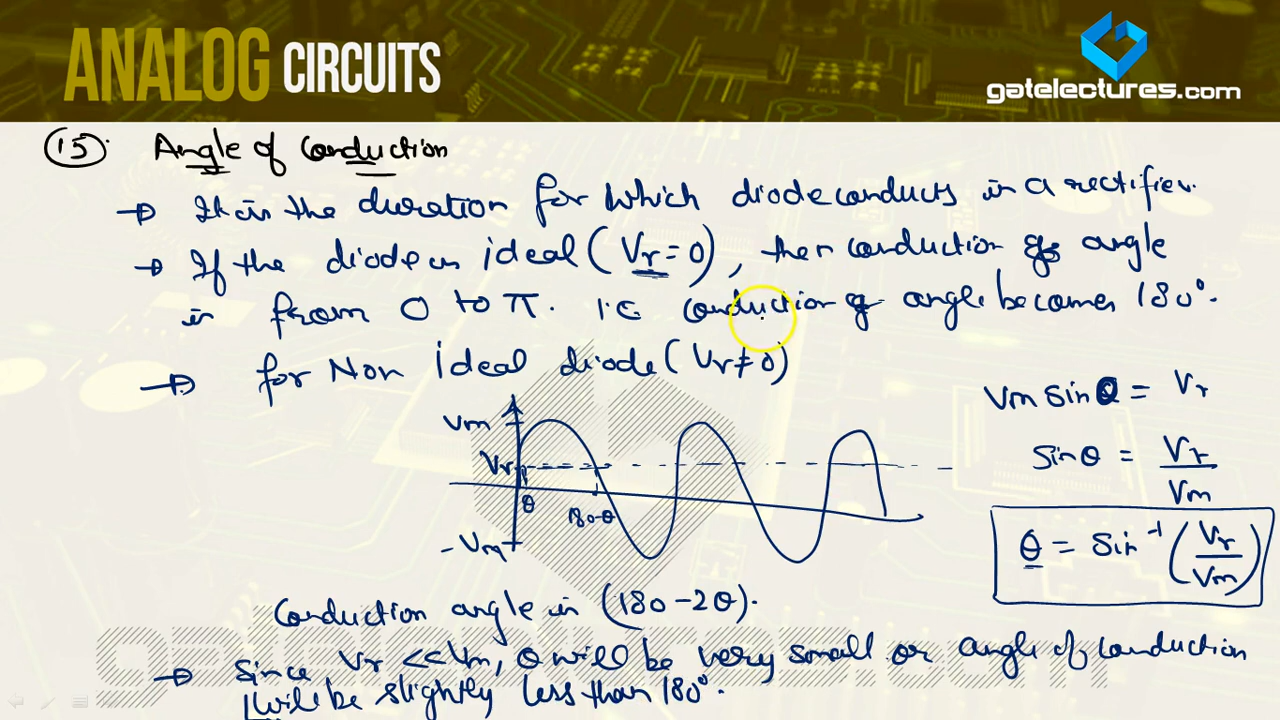 ANALOG CIRCUITS
gatelectures.com
(15). Angle of Conduction
→ It is the duration for which diode conducts in a rectifier.
→ If the diode is ideal (Vr = 0), then conduction angle
is from 0 to π. i.e conduction angle becomes 180°.
→ for Non ideal diode (Vr ≠ 0)
Vm sin θ = Vr
Vm
sin θ = Vr / Vm
Vr
θ 180-θ
-Vm
θ = sin⁻¹ (Vr / Vm)
Conduction angle is (180 - 2θ).
→ Since Vr << Vm, θ will be very small or angle of conduction
will be slightly less than 180°.
gatelectures.com